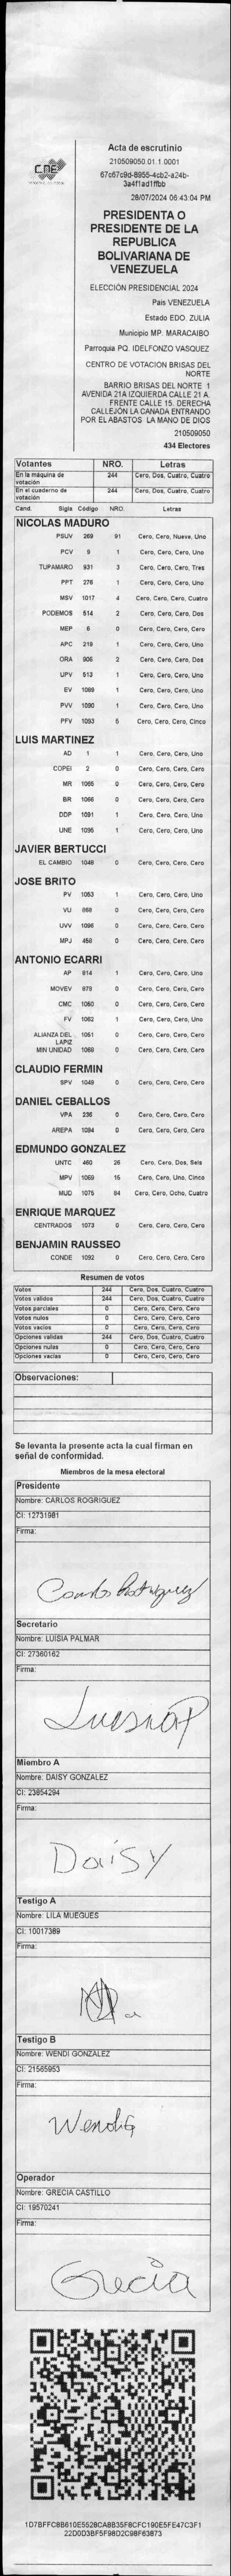 CNE
Acta de escrutinio
210509050.01.1.0001
67c67c9d-8955-4cb2-a24b-
3a4f1ad1ffbb
28/07/2024 06:43:04 PM
PRESIDENTA O
PRESIDENTE DE LA
REPUBLICA
BOLIVARIANA DE
VENEZUELA
ELECCIÓN PRESIDENCIAL 2024
Pais VENEZUELA
Estado EDO. ZULIA
Municipio MP. MARACAIBO
Parroquia PQ. IDELFONZO VASQUEZ
CENTRO DE VOTACIÓN BRISAS DEL
NORTE
BARRIO BRISAS DEL NORTE 1
AVENIDA 21A IZQUIERDA CALLE 21 A.
FRENTE CALLE 15. DERECHA
CALLEJÓN LA CANADA ENTRANDO
POR EL ABASTOS LA MANO DE DIOS
210509050
434 Electores
Votantes NRO. Letras
En la máquina de votación 244 Cero, Dos, Cuatro, Cuatro
En el cuaderno de votación 244 Cero, Dos, Cuatro, Cuatro
Cand. Sigla Código NRO. Letras
NICOLAS MADURO
PSUV 269 91 Cero, Cero, Nueve, Uno
PCV 9 1 Cero, Cero, Cero, Uno
TUPAMARO 931 3 Cero, Cero, Cero, Tres
PPT 276 1 Cero, Cero, Cero, Uno
MSV 1017 4 Cero, Cero, Cero, Cuatro
PODEMOS 514 2 Cero, Cero, Cero, Dos
MEP 6 0 Cero, Cero, Cero, Cero
APC 219 1 Cero, Cero, Cero, Uno
ORA 906 2 Cero, Cero, Cero, Dos
UPV 513 1 Cero, Cero, Cero, Uno
EV 1089 1 Cero, Cero, Cero, Uno
PVV 1090 1 Cero, Cero, Cero, Uno
PFV 1093 5 Cero, Cero, Cero, Cinco
LUIS MARTINEZ
AD 1 1 Cero, Cero, Cero, Uno
COPEI 2 0 Cero, Cero, Cero, Cero
MR 1065 0 Cero, Cero, Cero, Cero
BR 1066 0 Cero, Cero, Cero, Cero
DDP 1091 1 Cero, Cero, Cero, Uno
UNE 1095 1 Cero, Cero, Cero, Uno
JAVIER BERTUCCI
EL CAMBIO 1048 0 Cero, Cero, Cero, Cero
JOSE BRITO
PV 1053 1 Cero, Cero, Cero, Uno
VU 868 0 Cero, Cero, Cero, Cero
UVV 1096 0 Cero, Cero, Cero, Cero
MPJ 458 0 Cero, Cero, Cero, Cero
ANTONIO ECARRI
AP 914 1 Cero, Cero, Cero, Uno
MOVEV 978 0 Cero, Cero, Cero, Cero
CMC 1050 0 Cero, Cero, Cero, Cero
FV 1062 1 Cero, Cero, Cero, Uno
ALIANZA DEL LAPIZ 1051 0 Cero, Cero, Cero, Cero
MIN UNIDAD 1069 0 Cero, Cero, Cero, Cero
CLAUDIO FERMIN
SPV 1049 0 Cero, Cero, Cero, Cero
DANIEL CEBALLOS
VPA 236 0 Cero, Cero, Cero, Cero
AREPA 1094 0 Cero, Cero, Cero, Cero
EDMUNDO GONZALEZ
UNTC 460 26 Cero, Cero, Dos, Seis
MPV 1059 15 Cero, Cero, Uno, Cinco
MUD 1075 84 Cero, Cero, Ocho, Cuatro
ENRIQUE MARQUEZ
CENTRADOS 1073 0 Cero, Cero, Cero, Cero
BENJAMIN RAUSSEO
CONDE 1092 0 Cero, Cero, Cero, Cero
Resumen de votos
Votos 244 Cero, Dos, Cuatro, Cuatro
Votos validos 244 Cero, Dos, Cuatro, Cuatro
Votos parciales 0 Cero, Cero, Cero, Cero
Votos nulos 0 Cero, Cero, Cero, Cero
Votos vacios 0 Cero, Cero, Cero, Cero
Opciones validas 244 Cero, Dos, Cuatro, Cuatro
Opciones nulas 0 Cero, Cero, Cero, Cero
Opciones vacias 0 Cero, Cero, Cero, Cero
Observaciones:
Se levanta la presente acta la cual firman en
señal de conformidad.
Miembros de la mesa electoral
Presidente
Nombre: CARLOS ROGRIGUEZ
CI: 12731981
Firma:
Carlos Rodriguez
Secretario
Nombre: LUISIA PALMAR
CI: 27360162
Firma:
Miembro A
Nombre: DAISY GONZALEZ
CI: 23854294
Firma:
Daisy
Testigo A
Nombre: LILA MUEGUES
CI: 10017389
Firma:
Testigo B
Nombre: WENDI GONZALEZ
CI: 21565953
Firma:
Wendi G
Operador
Nombre: GRECIA CASTILLO
CI: 19570241
Firma:
Grecia
1D7BFFC8B610E5528CA8B35F8CFC190E5FE47C3F1
22D0D3BF5F98D2C98F63873